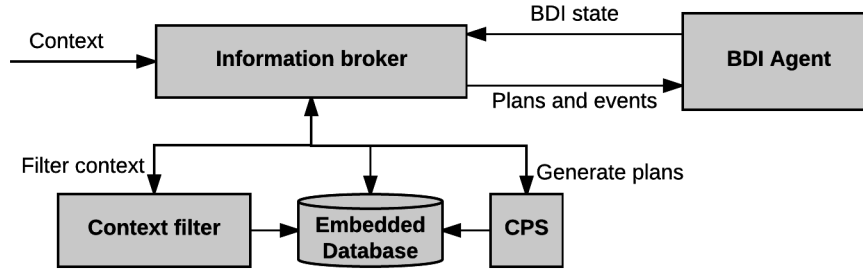 BDI state
Context
Information broker
BDI Agent
Plans and events
Filter context
Generate plans
Context filter
Embedded
Database
CPS